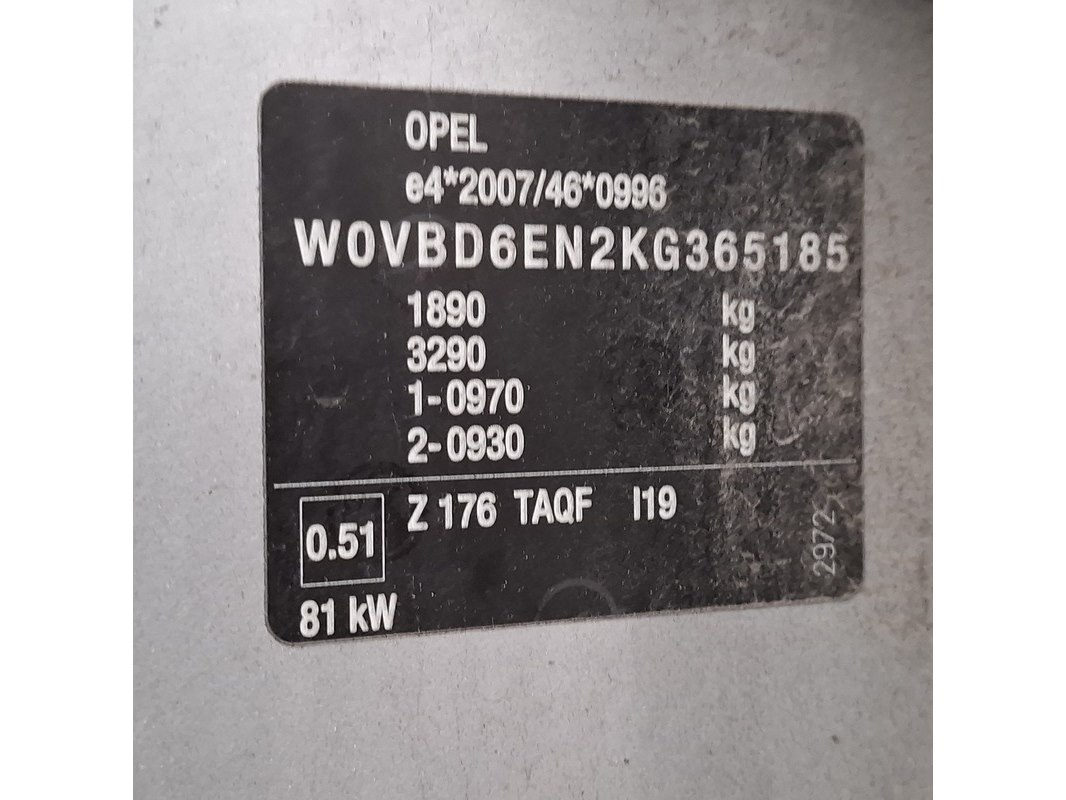 OPEL
e4*2007/46*0996
W0VBD6EN2KG365185
1890 kg
3290 kg
1-0970 kg
2-0930 kg
0.51 Z 176 TAQF I19
81 kW
2972